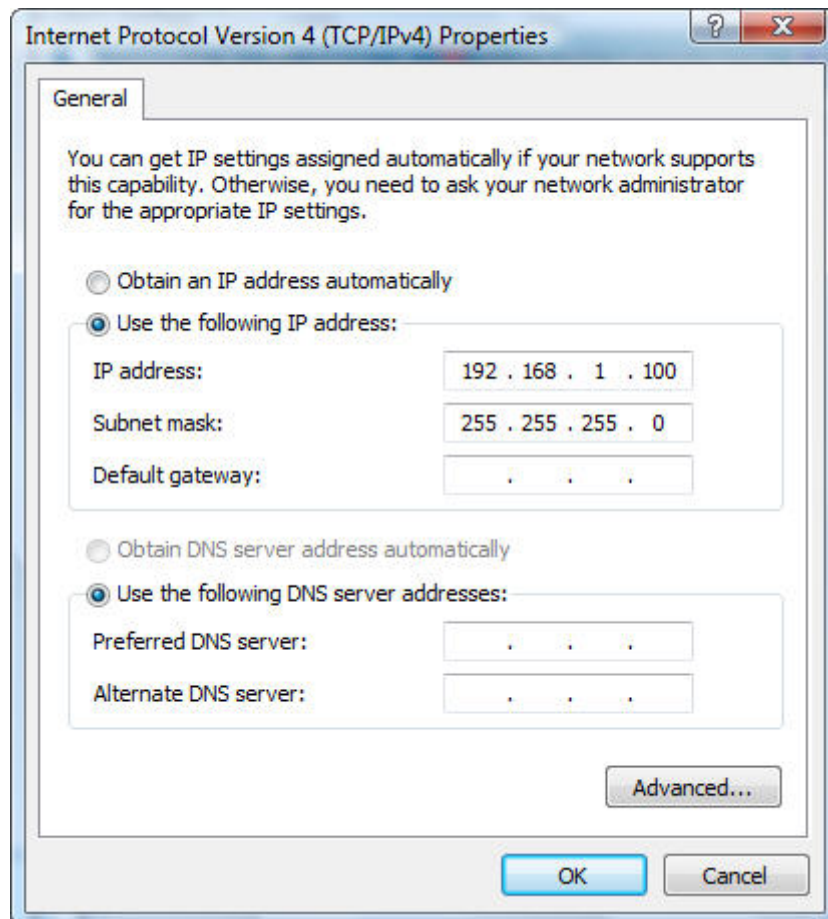 Internet Protocol Version 4 (TCP/IPv4) Properties
General
You can get IP settings assigned automatically if your network supports
this capability. Otherwise, you need to ask your network administrator
for the appropriate IP settings.
Obtain an IP address automatically
Use the following IP address:
IP address: 192 . 168 . 1 . 100
Subnet mask: 255 . 255 . 255 . 0
Default gateway: . . .
Obtain DNS server address automatically
Use the following DNS server addresses:
Preferred DNS server: . . .
Alternate DNS server: . . .
Advanced...
OK Cancel